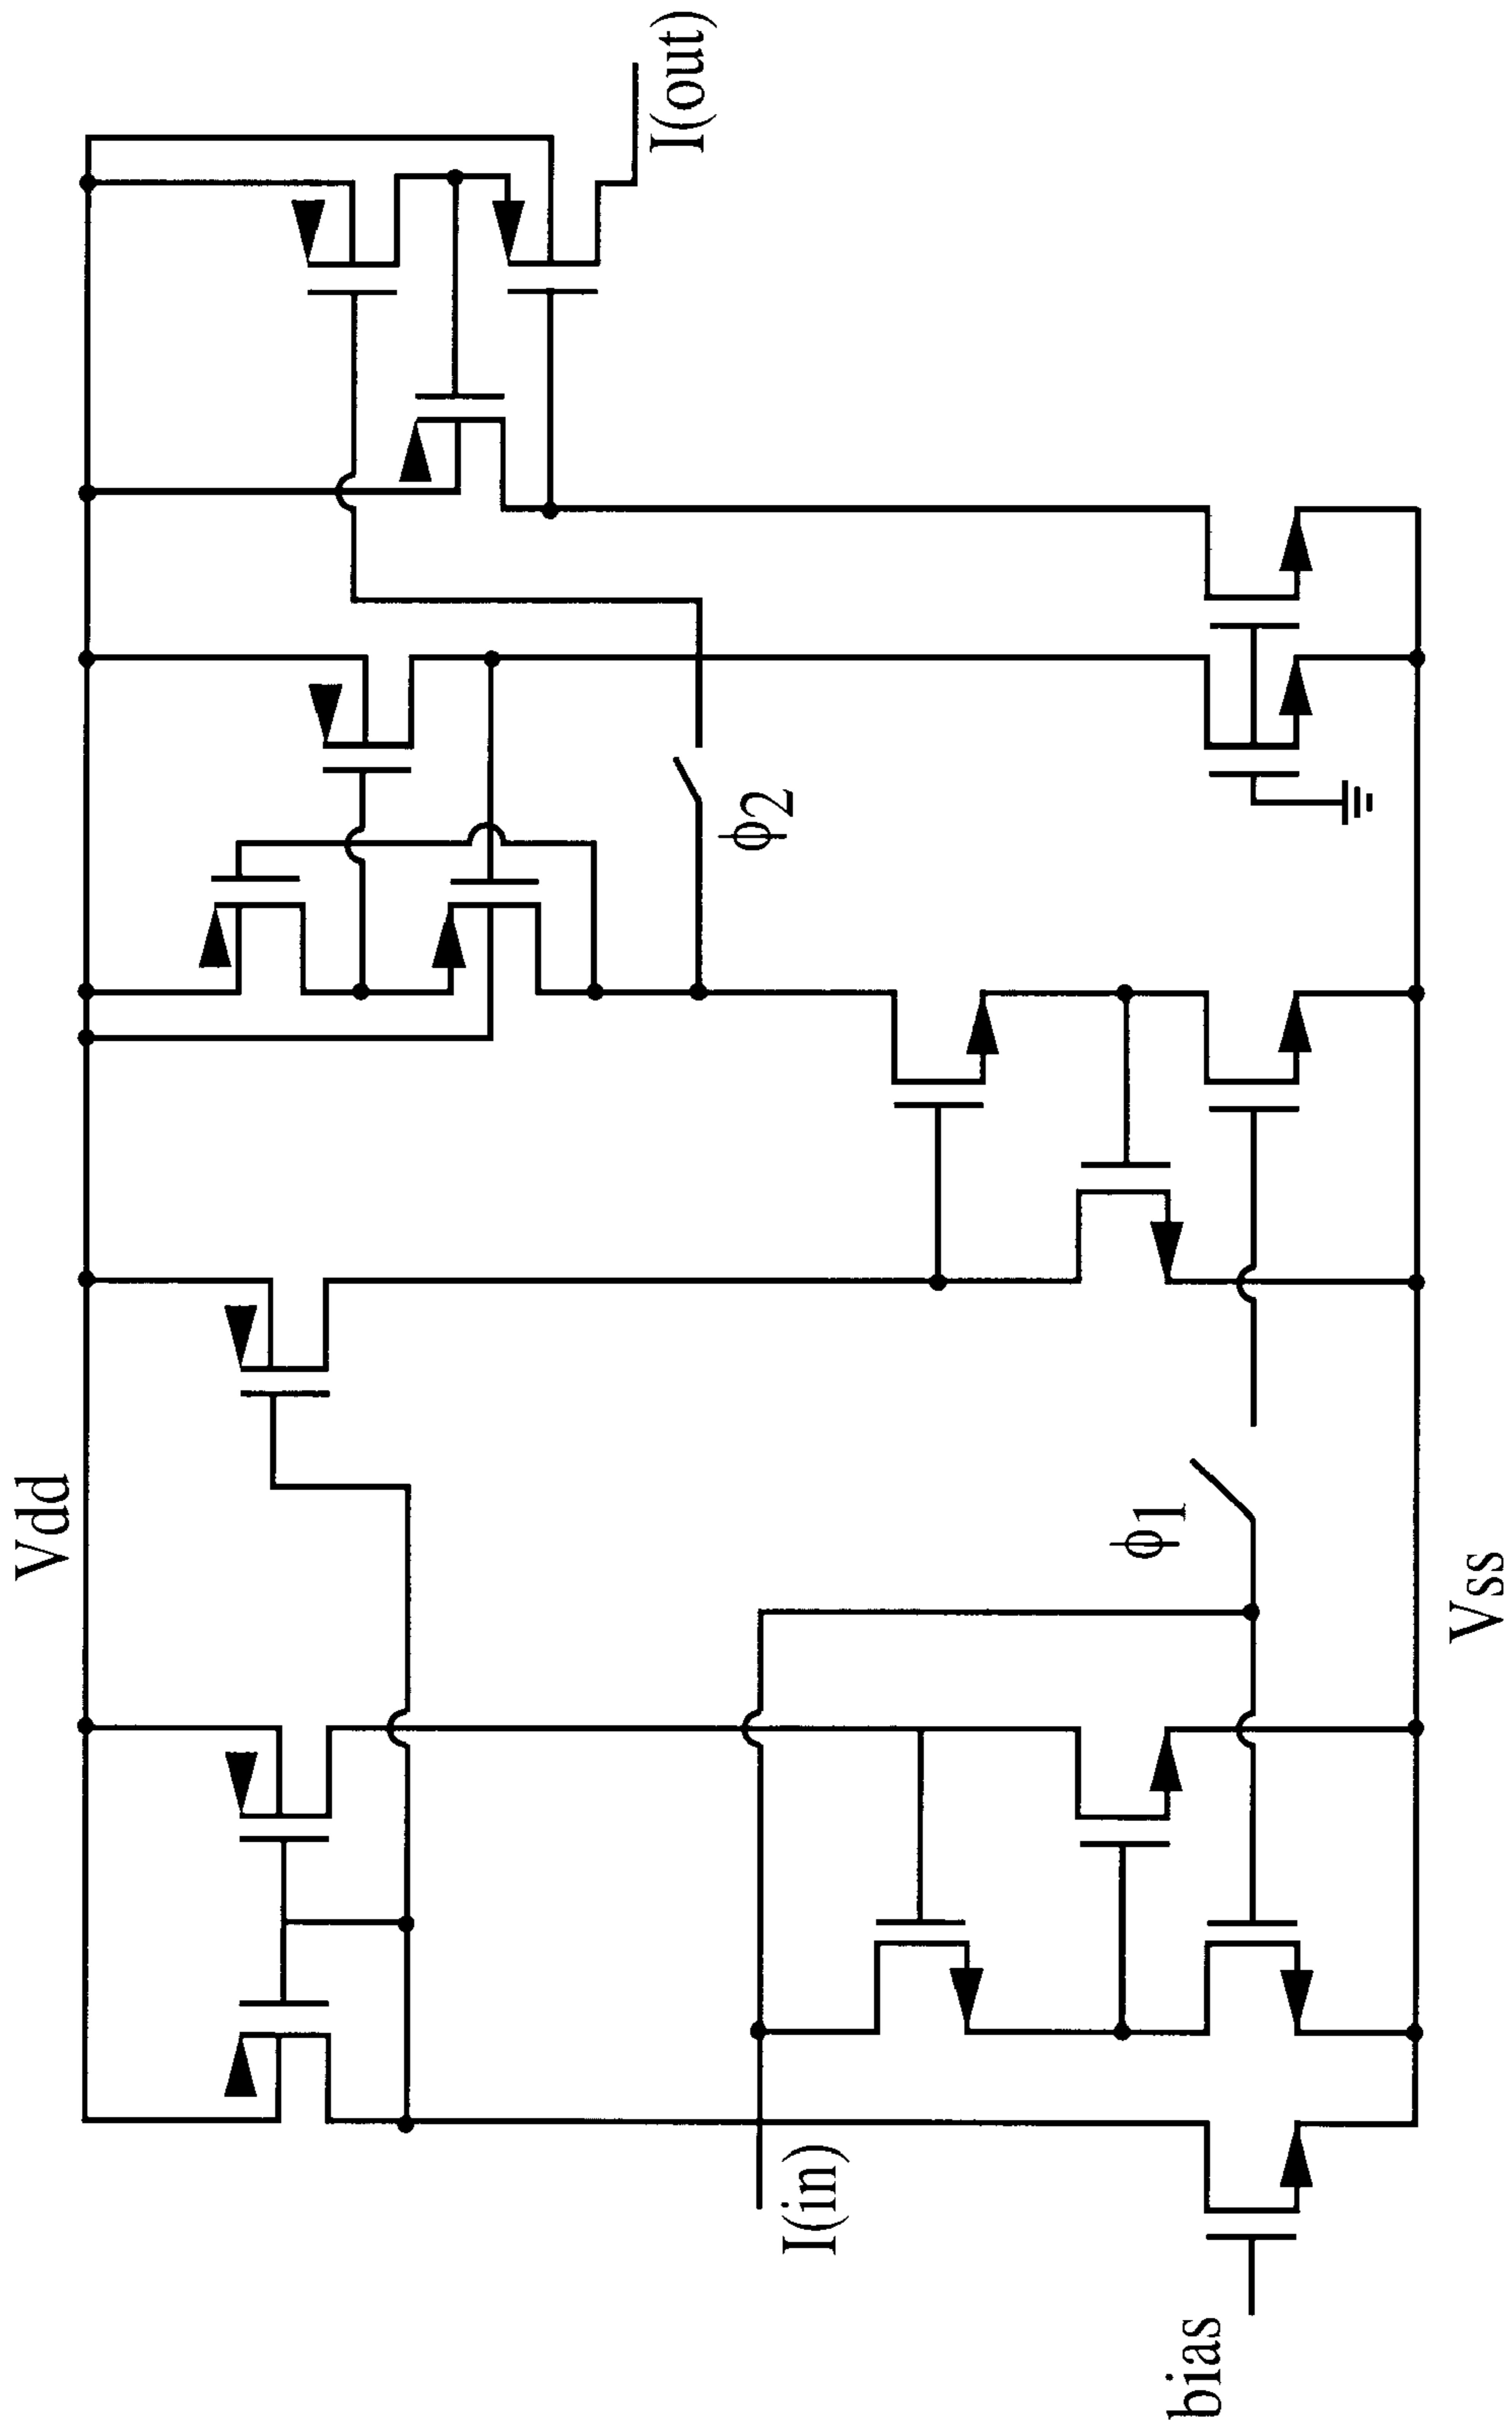 Vdd
I(in)
I(out)
ϕ1
ϕ2
bias
Vss